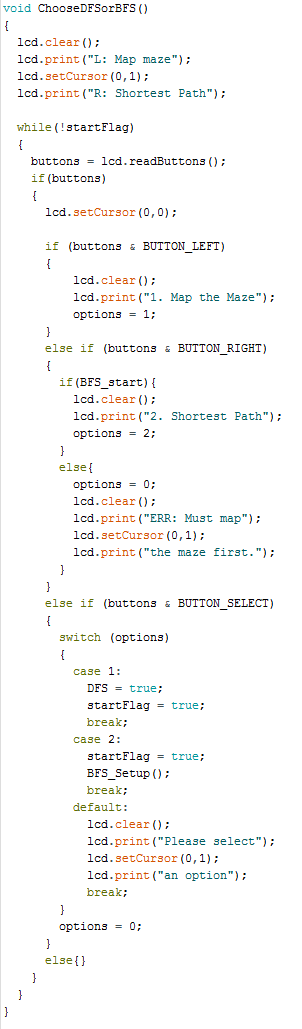 void ChooseDFSorBFS()
{
  lcd.clear();
  lcd.print("L: Map maze");
  lcd.setCursor(0,1);
  lcd.print("R: Shortest Path");

  while(!startFlag)
  {
    buttons = lcd.readButtons();
    if(buttons)
    {
      lcd.setCursor(0,0);

      if (buttons & BUTTON_LEFT)
      {
          lcd.clear();
          lcd.print("1. Map the Maze");
          options = 1;
      }
      else if (buttons & BUTTON_RIGHT)
      {
        if(BFS_start){
          lcd.clear();
          lcd.print("2. Shortest Path");
          options = 2;
        }
        else{
          options = 0;
          lcd.clear();
          lcd.print("ERR: Must map");
          lcd.setCursor(0,1);
          lcd.print("the maze first.");
        }
      }
      else if (buttons & BUTTON_SELECT)
      {
        switch (options)
        {
          case 1:
            DFS = true;
            startFlag = true;
            break;
          case 2:
            startFlag = true;
            BFS_Setup();
            break;
          default:
            lcd.clear();
            lcd.print("Please select");
            lcd.setCursor(0,1);
            lcd.print("an option");
            break;
        }
        options = 0;
      }
      else{}
    }
  }
}